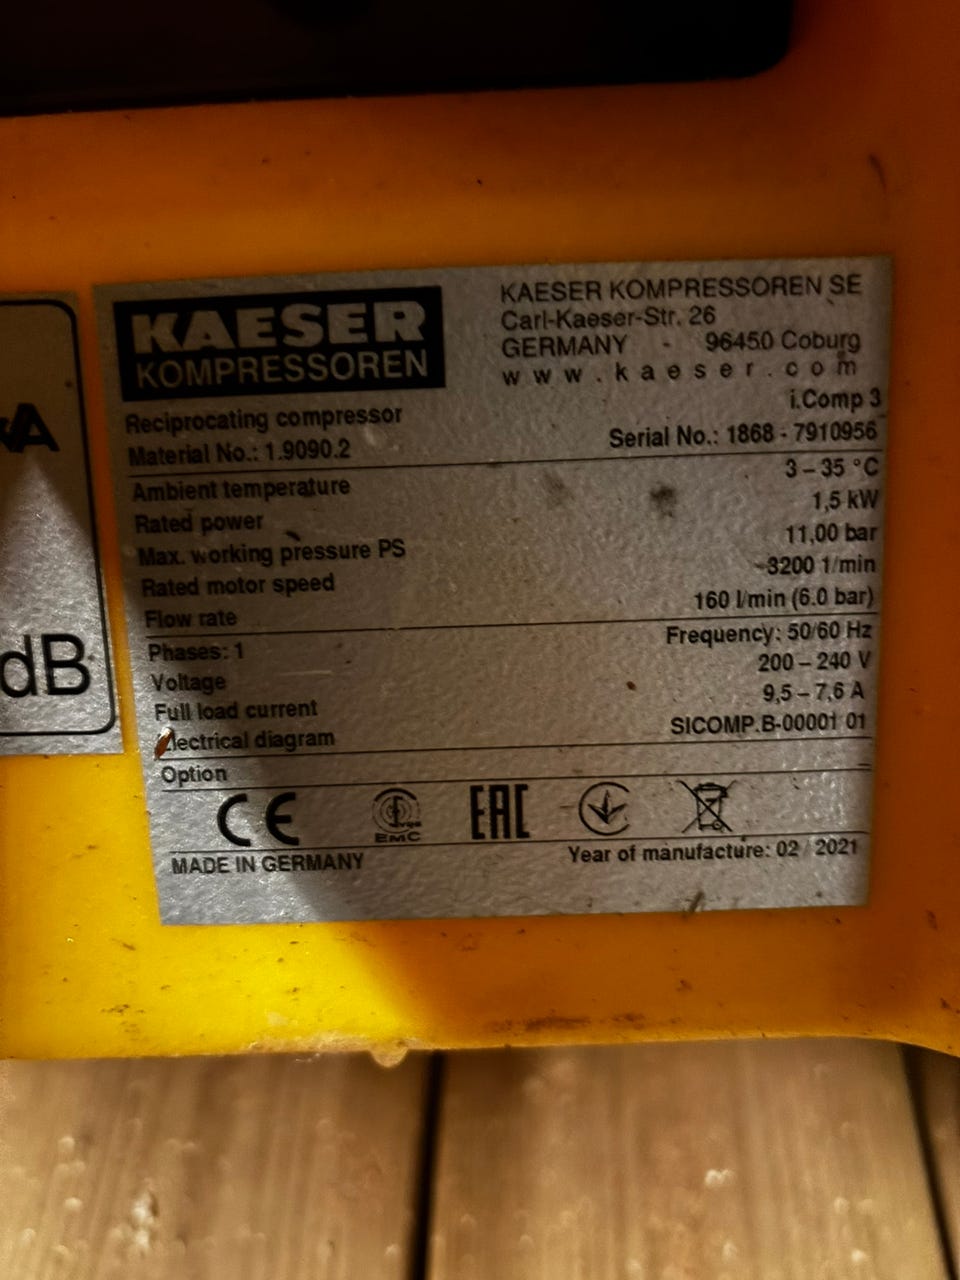 KAESER
KOMPRESSOREN
KAESER KOMPRESSOREN SE
Carl-Kaeser-Str. 26
GERMANY - 96450 Coburg
www.kaeser.com
Reciprocating compressor i.Comp 3
Material No.: 1.9090.2 Serial No.: 1868 - 7910956
Ambient temperature 3 – 35 °C
Rated power 1,5 kW
Max. working pressure PS 11,00 bar
Rated motor speed 3200 1/min
Flow rate 160 l/min (6.0 bar)
Phases: 1 Frequency: 50/60 Hz
Voltage 200 – 240 V
Full load current 9,5 – 7,6 A
Electrical diagram SICOMP.B-00001 01
Option
CE EMC EAC
MADE IN GERMANY Year of manufacture: 02 / 2021
dB